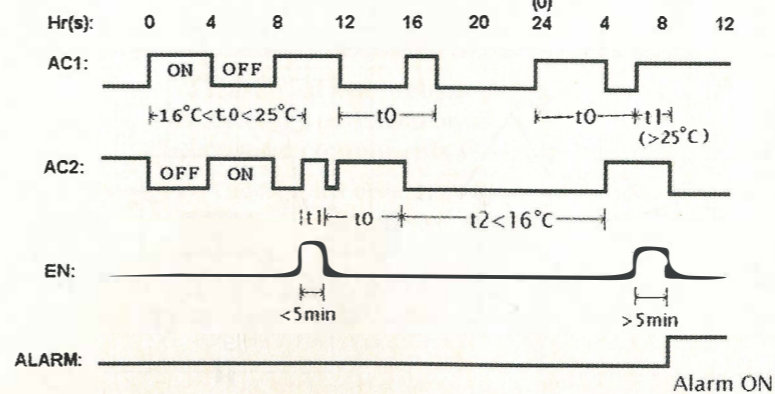 (0)
Hr(s): 0 4 8 12 16 20 24 4 8 12
AC1: ON OFF
16°C<t0<25°C t0 t0 t1
(>25°C)
AC2: OFF ON
t1 t0 t2<16°C
EN:
<5min >5min
ALARM:
Alarm ON